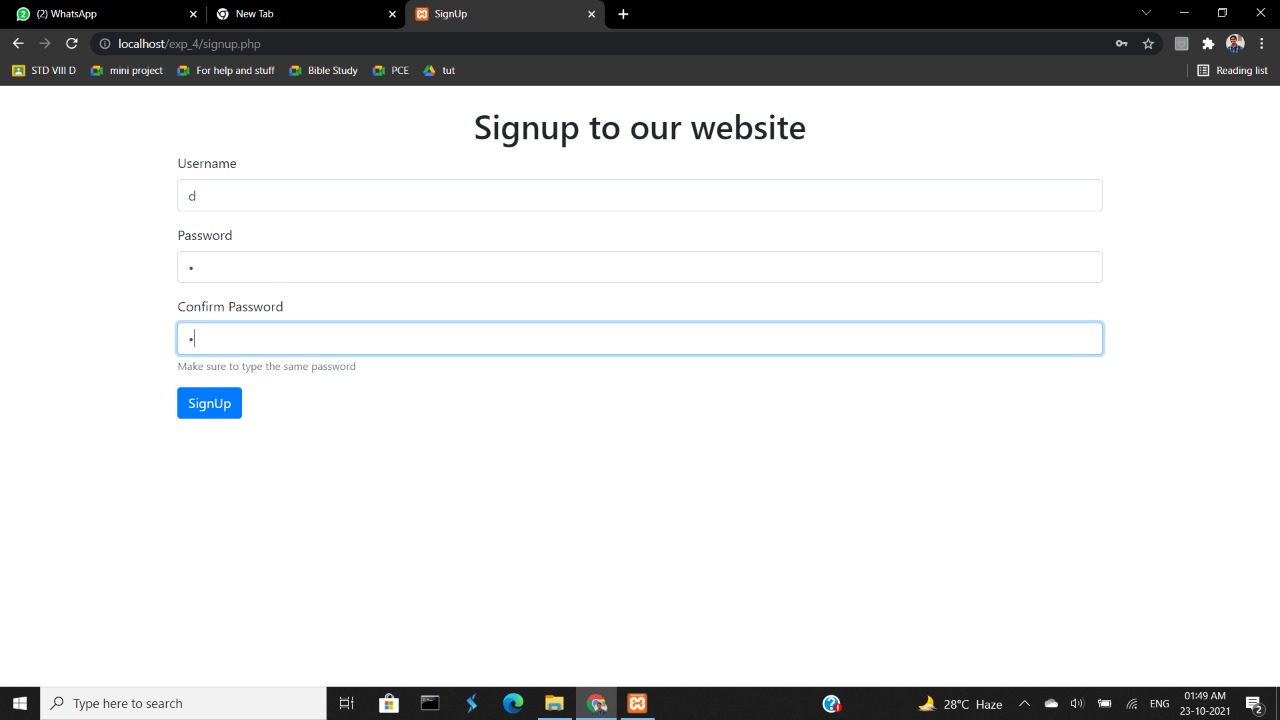 (2) WhatsApp
New Tab
SignUp
localhost/exp_4/signup.php
STD VIII D mini project For help and stuff Bible Study PCE tut Reading list
Signup to our website
Username
d
Password
•
Confirm Password
•
Make sure to type the same password
SignUp
Type here to search
28°C Haze
ENG
01:49 AM
23-10-2021
2